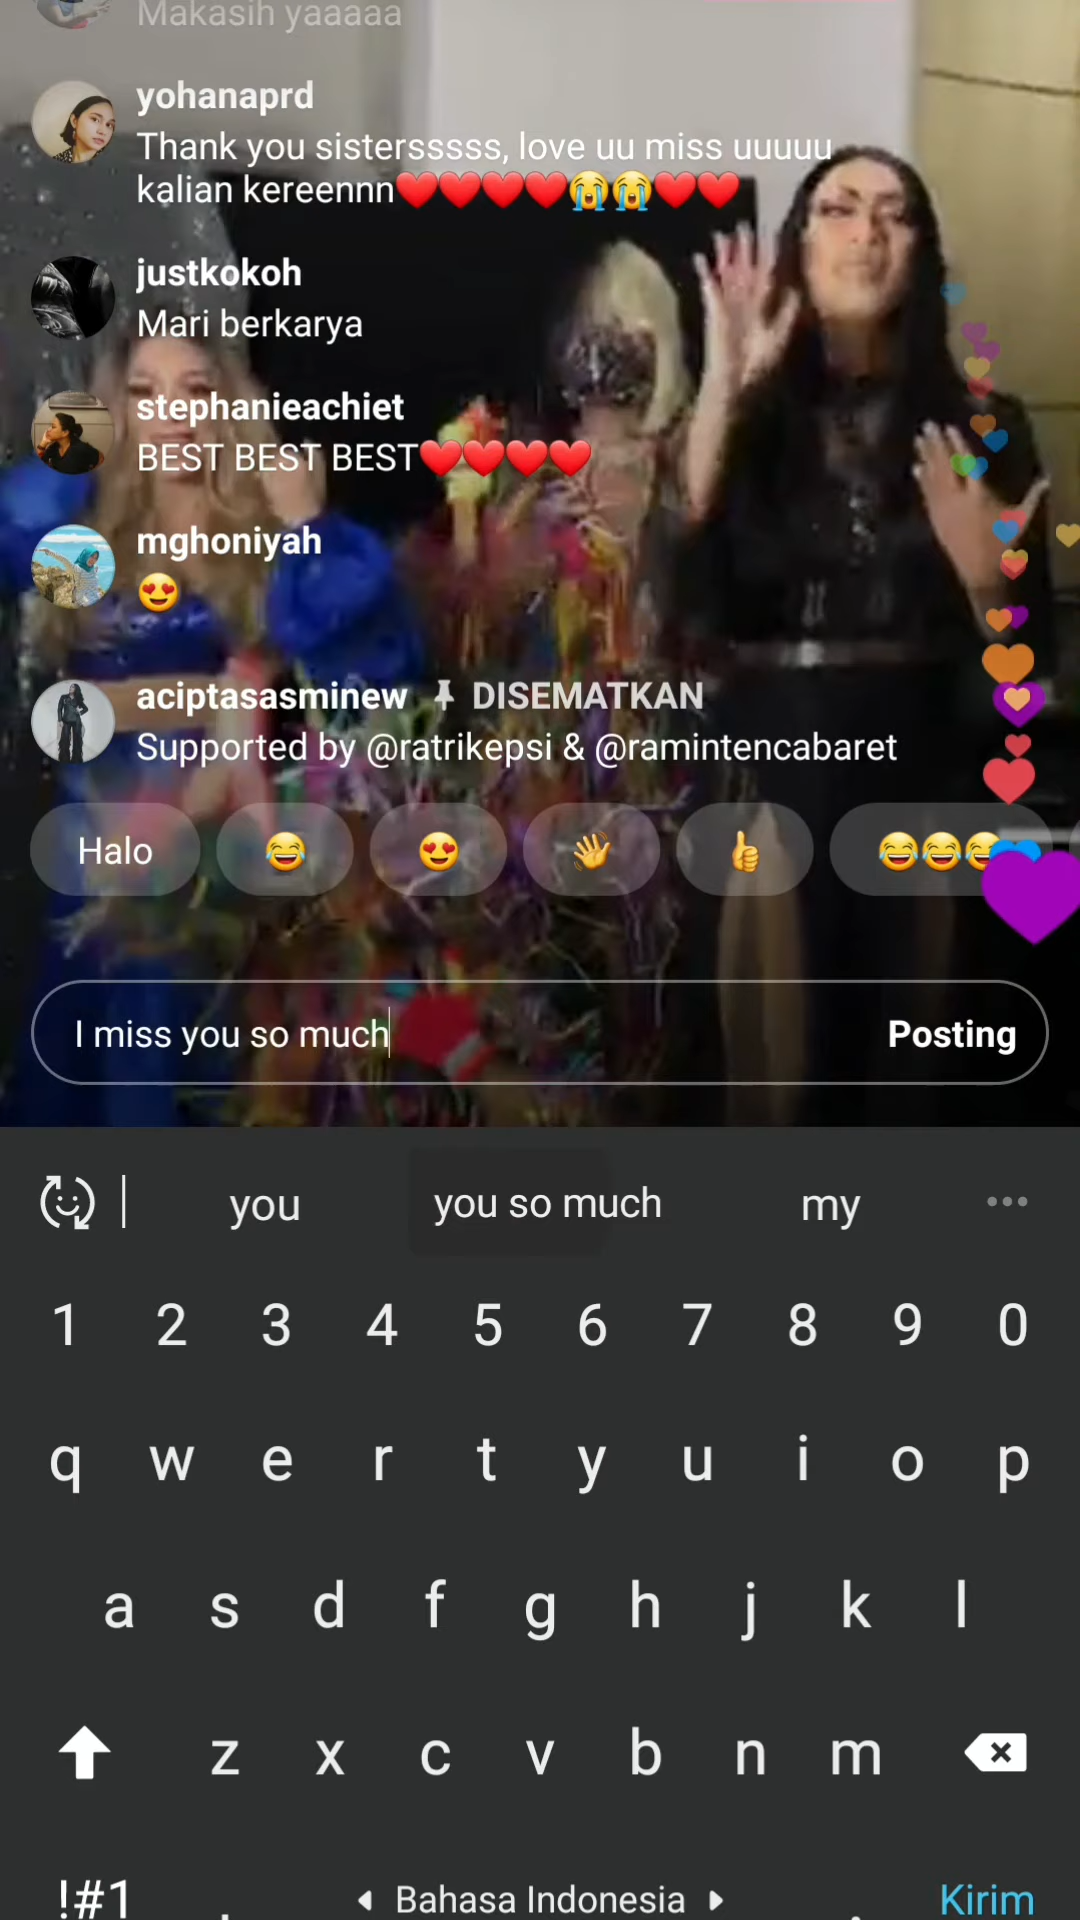 Makasih yaaaaa
yohanaprd
Thank you sistersssss, love uu miss uuuuu
kalian kereennn❤️❤️❤️❤️😭😭❤️❤️
justkokoh
Mari berkarya
stephanieachiet
BEST BEST BEST❤️❤️❤️❤️
mghoniyah
😍
aciptasasminew 📌 DISEMATKAN
Supported by @ratrikepsi & @ramintencabaret
Halo 😂 😍 👋 👍 😂😂😂
I miss you so much Posting
you you so much my •••
1 2 3 4 5 6 7 8 9 0
q w e r t y u i o p
a s d f g h j k l
z x c v b n m
!#1 , Bahasa Indonesia . Kirim